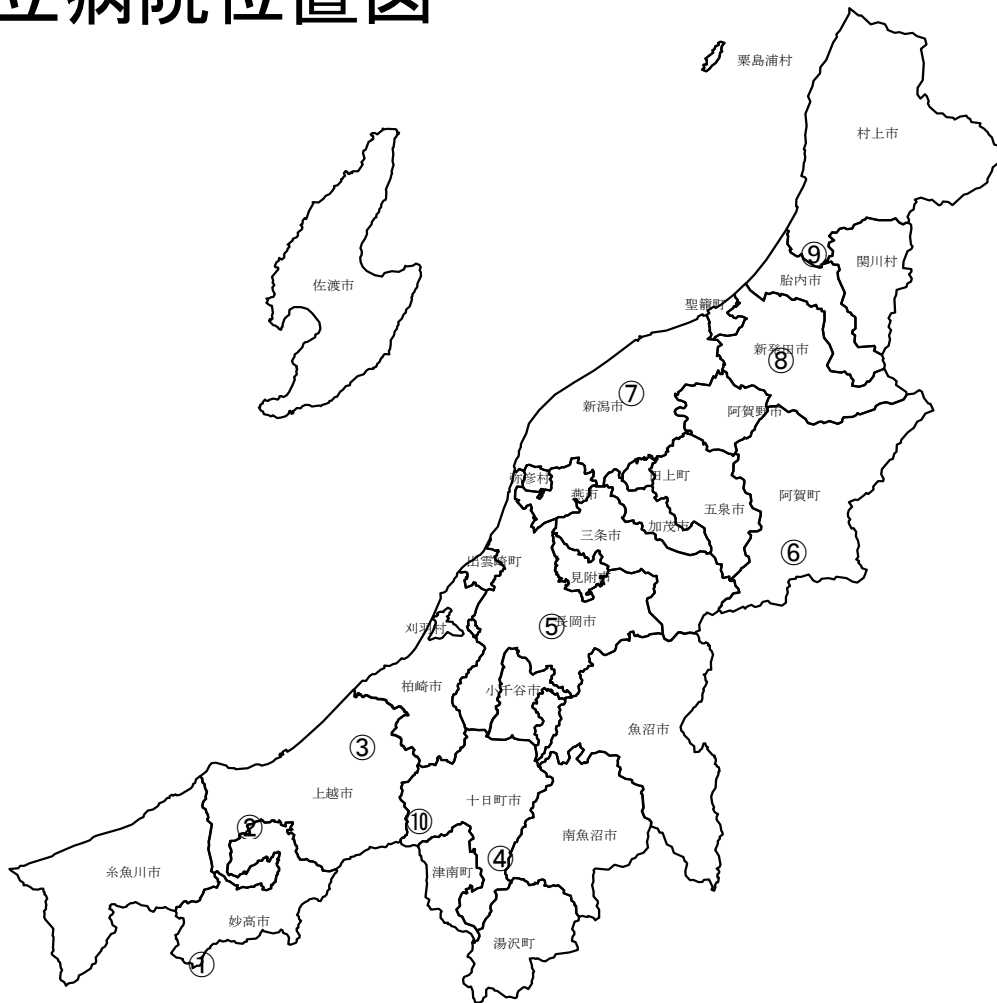 立病院位置図
粟島浦村
村上市
⑨
関川村
胎内市
佐渡市
聖籠町
新発田市
⑧
⑦
新潟市
阿賀野市
弥彦村
燕市
田上町
阿賀町
五泉市
加茂市
三条市
⑥
出雲崎町
見附市
刈羽村
⑤
長岡市
柏崎市
小千谷市
魚沼市
③
上越市
十日町市
⑩
②
南魚沼市
④
糸魚川市
津南町
妙高市
湯沢町
①